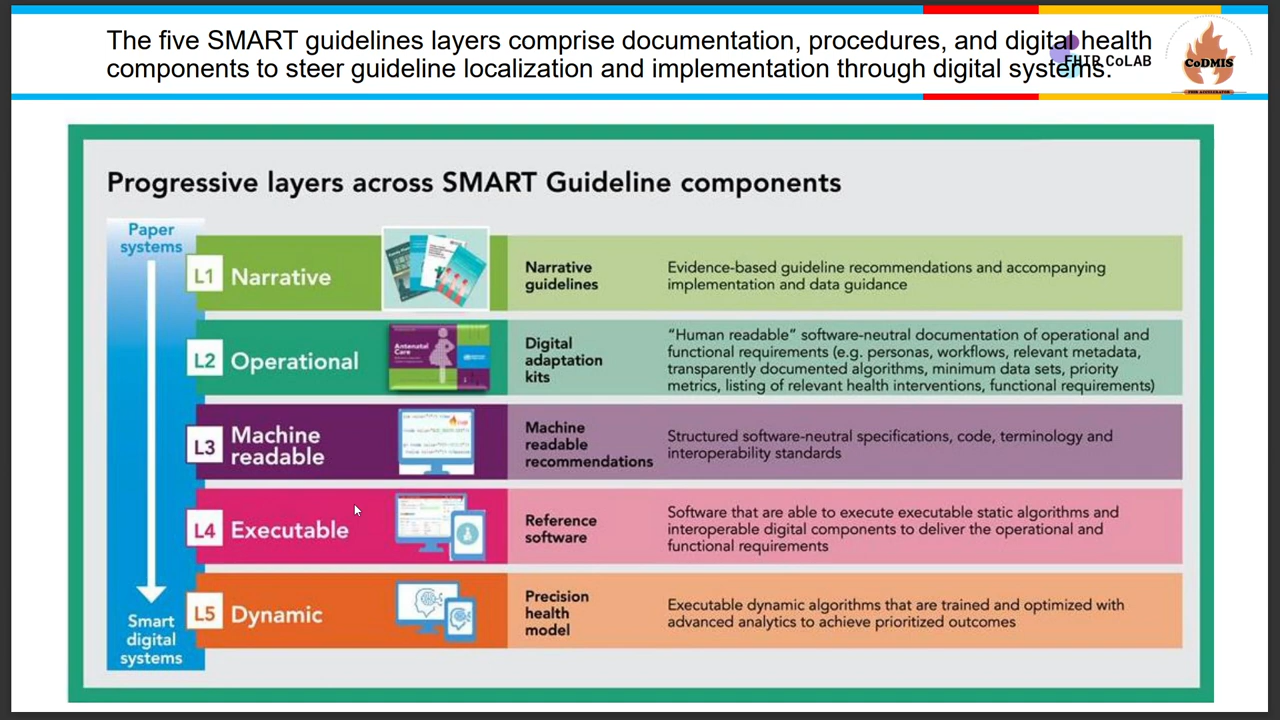 The five SMART guidelines layers comprise documentation, procedures, and digital health
components to steer guideline localization and implementation through digital systems.
FHIR CoLAB
CoDMIS
FHIR ACCELERATOR
Progressive layers across SMART Guideline components
Paper
systems
L1 Narrative
Narrative
guidelines
Evidence-based guideline recommendations and accompanying
implementation and data guidance
L2 Operational
Antenatal
Care
Digital
adaptation
kits
“Human readable” software-neutral documentation of operational and
functional requirements (e.g. personas, workflows, relevant metadata,
transparently documented algorithms, minimum data sets, priority
metrics, listing of relevant health interventions, functional requirements)
L3 Machine
readable
Machine
readable
recommendations
Structured software-neutral specifications, code, terminology and
interoperability standards
L4 Executable
Reference
software
Software that are able to execute executable static algorithms and
interoperable digital components to deliver the operational and
functional requirements
L5 Dynamic
Precision
health
model
Executable dynamic algorithms that are trained and optimized with
advanced analytics to achieve prioritized outcomes
Smart
digital
systems